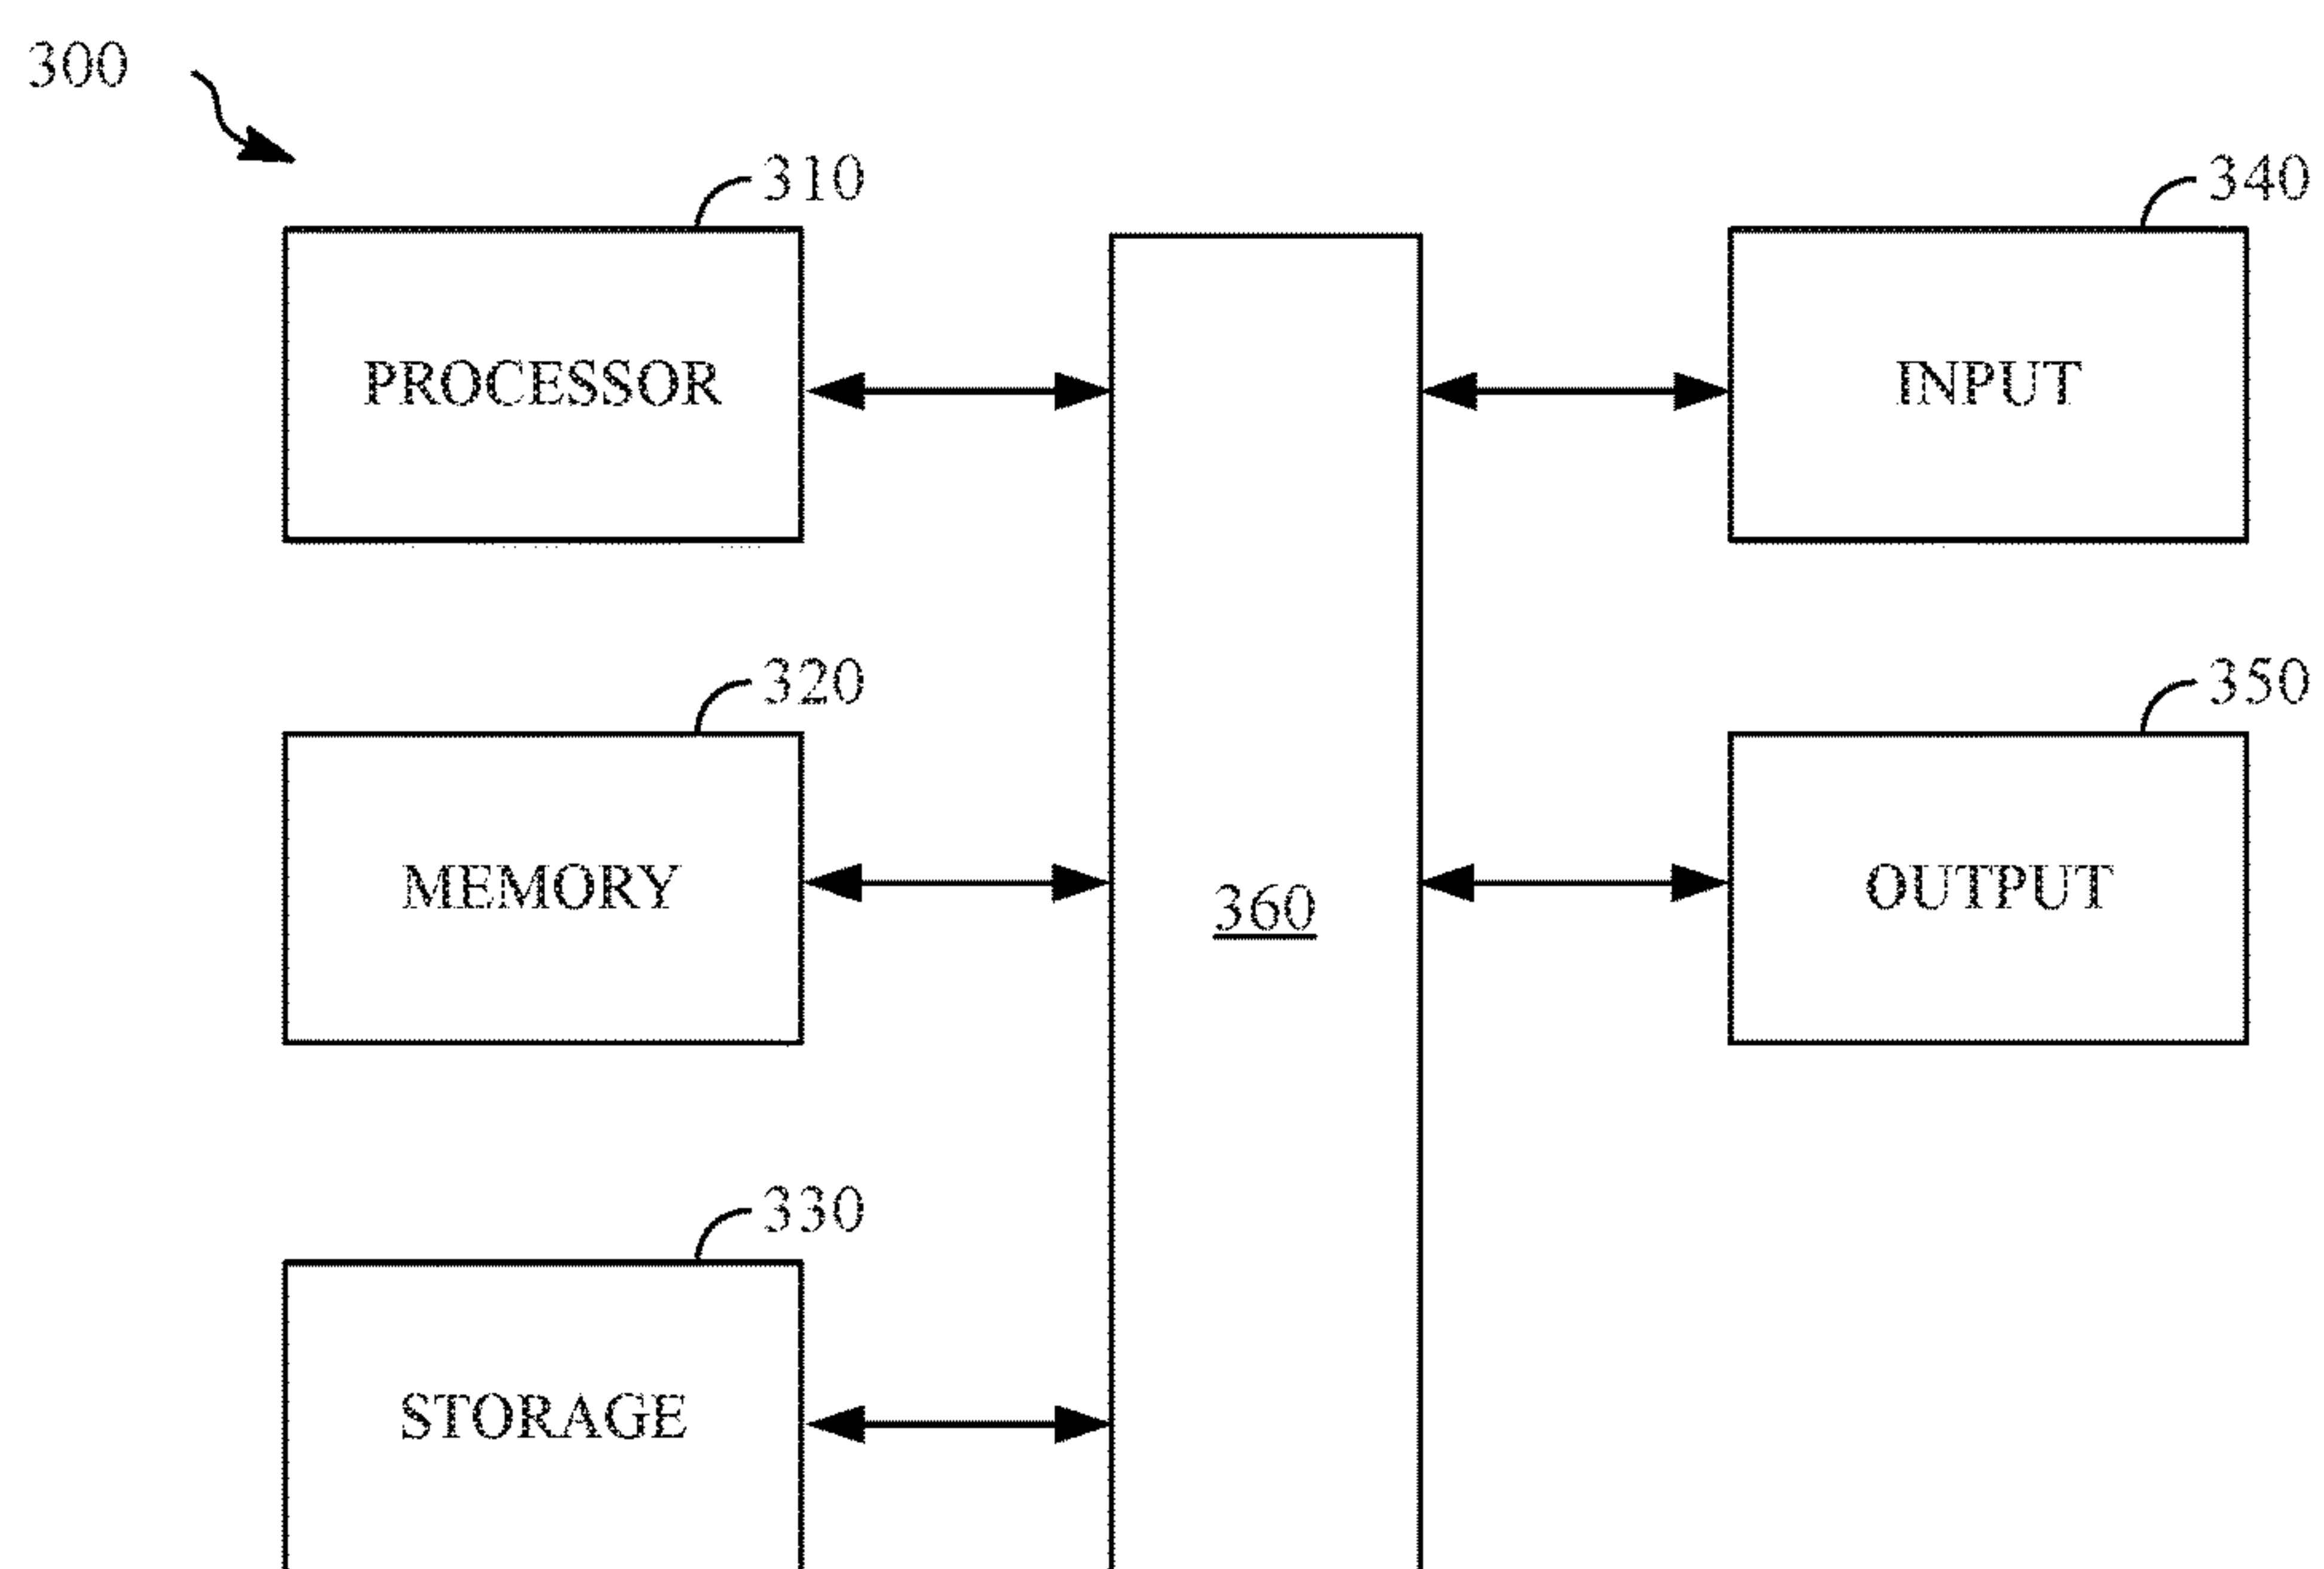 300
310
340
PROCESSOR
INPUT
320
350
MEMORY
OUTPUT
360
330
STORAGE